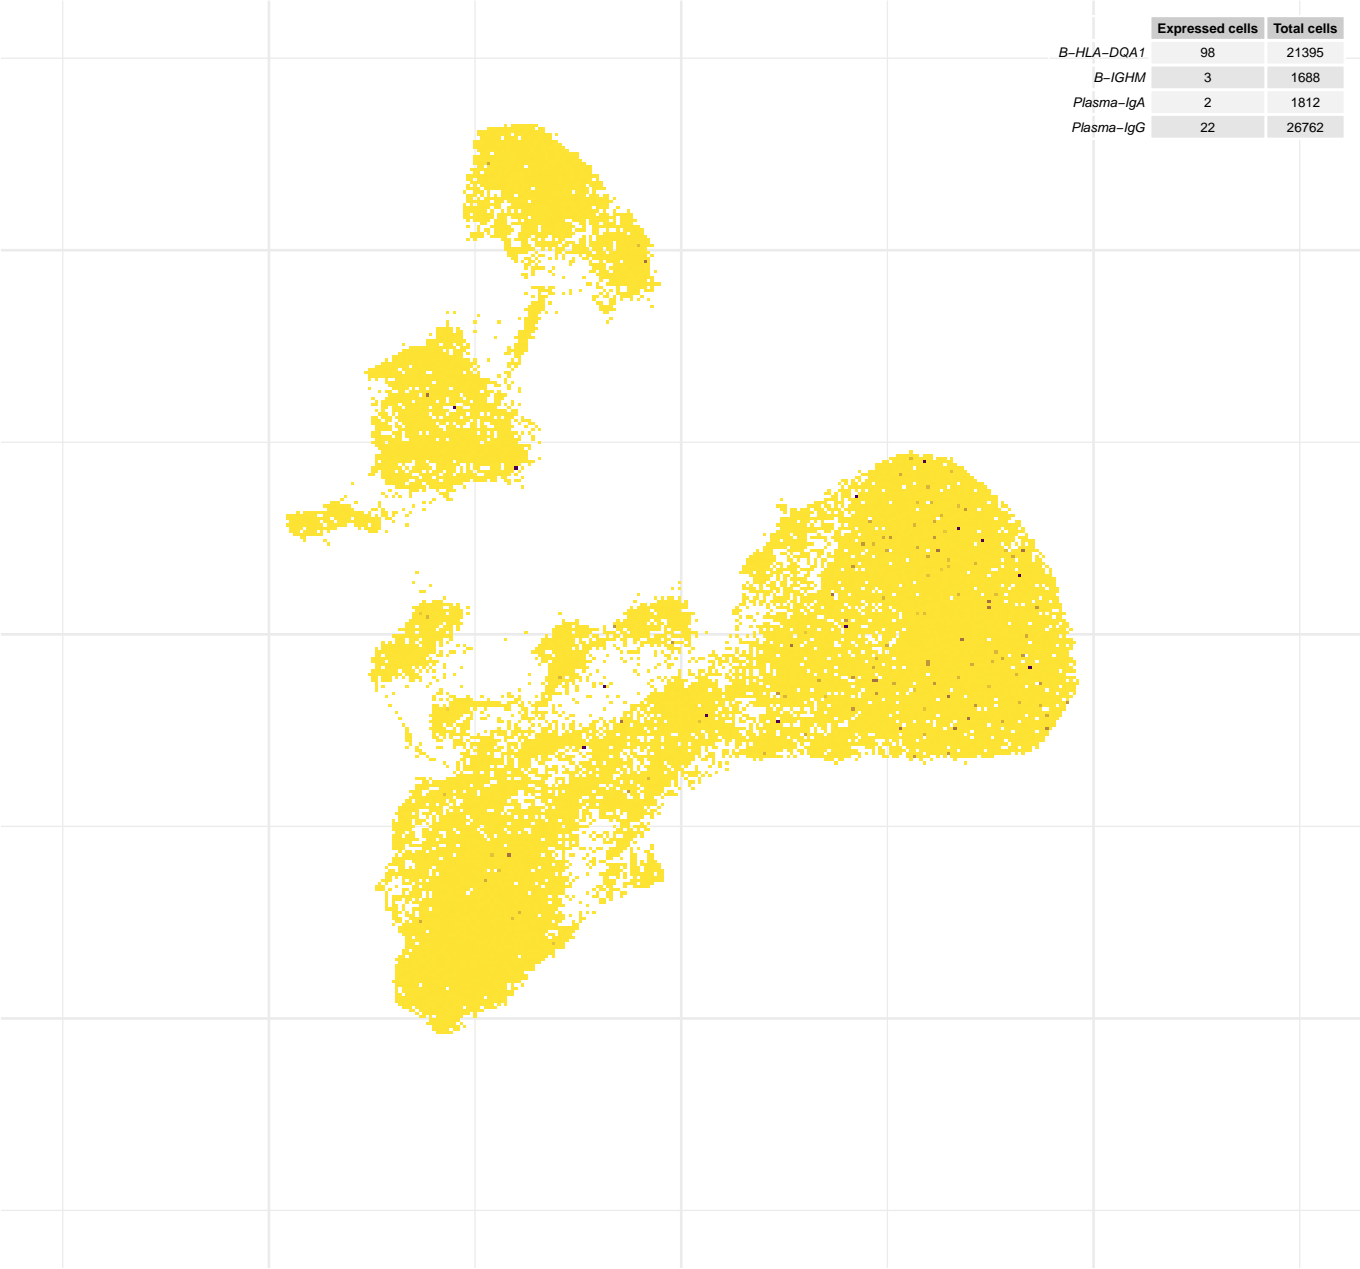 Expressed cells Total cells
B−HLA−DQA1 98 21395
B−IGHM 3 1688
Plasma−IgA 2 1812
Plasma−IgG 22 26762